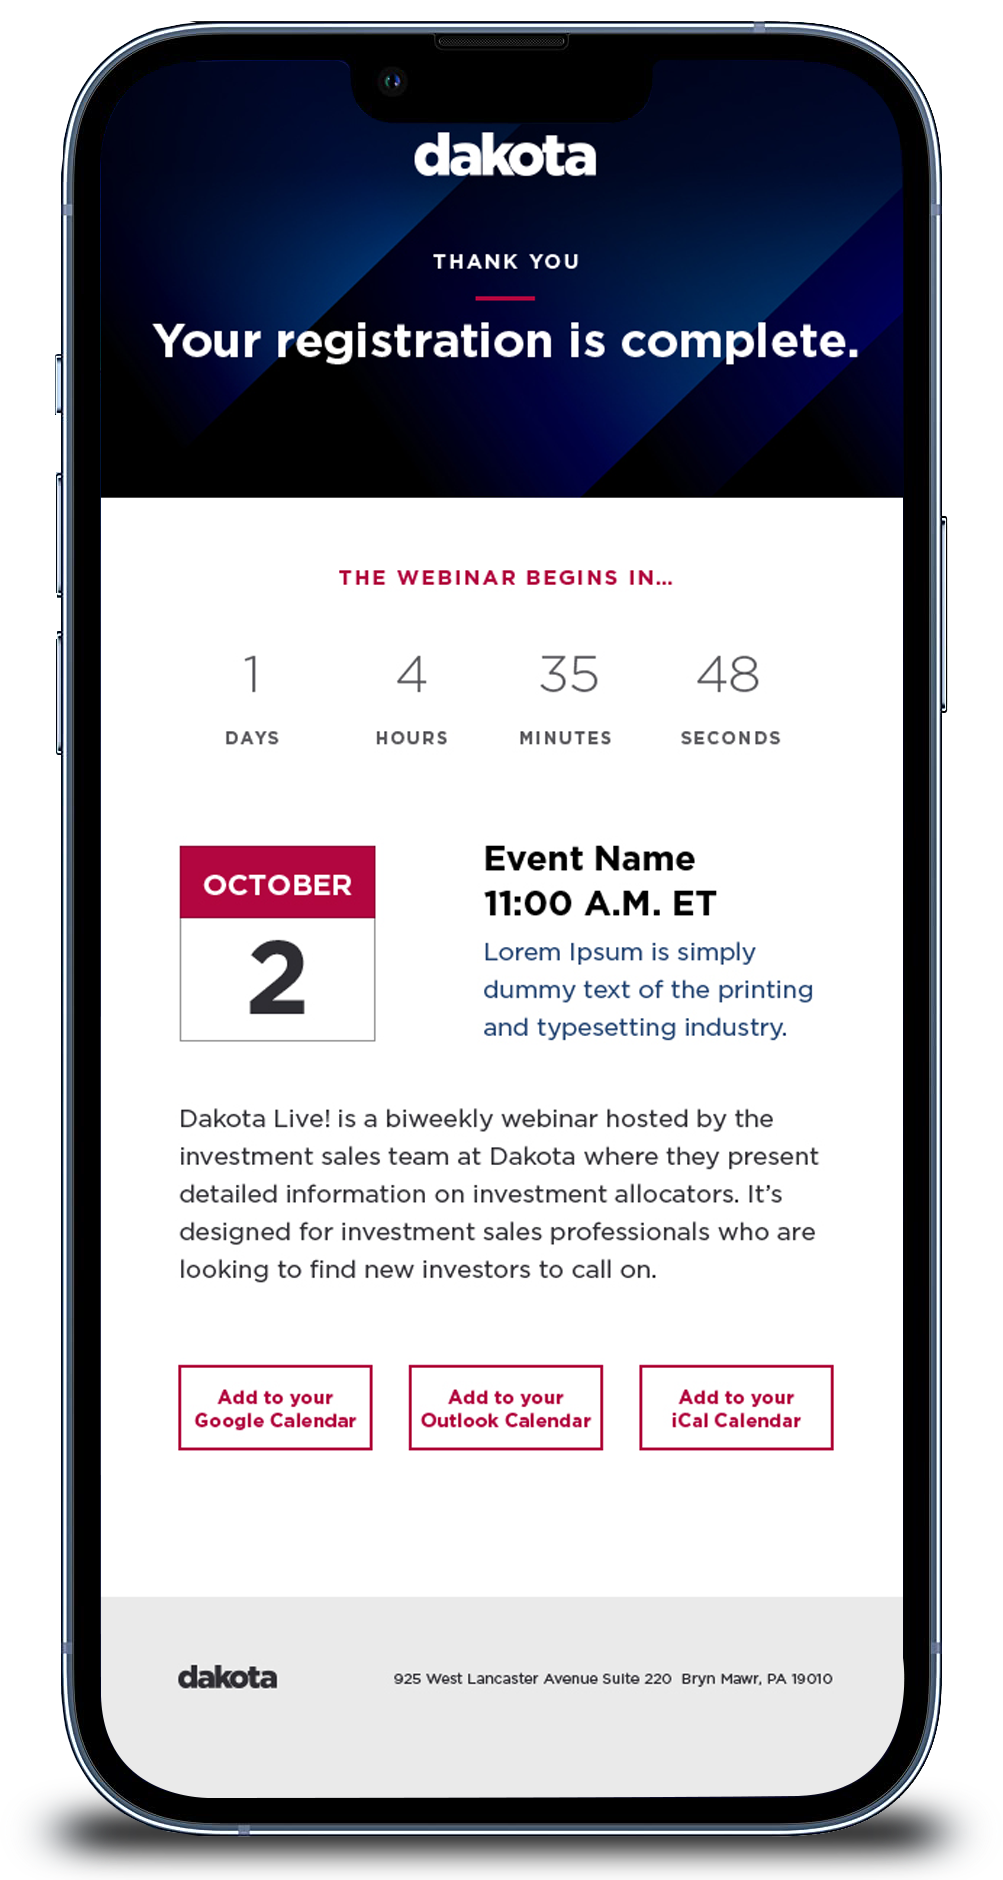 dakota
THANK YOU
Your registration is complete.
THE WEBINAR BEGINS IN...
1 4 35 48
DAYS HOURS MINUTES SECONDS
OCTOBER
2
Event Name
11:00 A.M. ET
Lorem Ipsum is simply
dummy text of the printing
and typesetting industry.
Dakota Live! is a biweekly webinar hosted by the
investment sales team at Dakota where they present
detailed information on investment allocators. It’s
designed for investment sales professionals who are
looking to find new investors to call on.
Add to your
Google Calendar
Add to your
Outlook Calendar
Add to your
iCal Calendar
dakota
925 West Lancaster Avenue Suite 220 Bryn Mawr, PA 19010